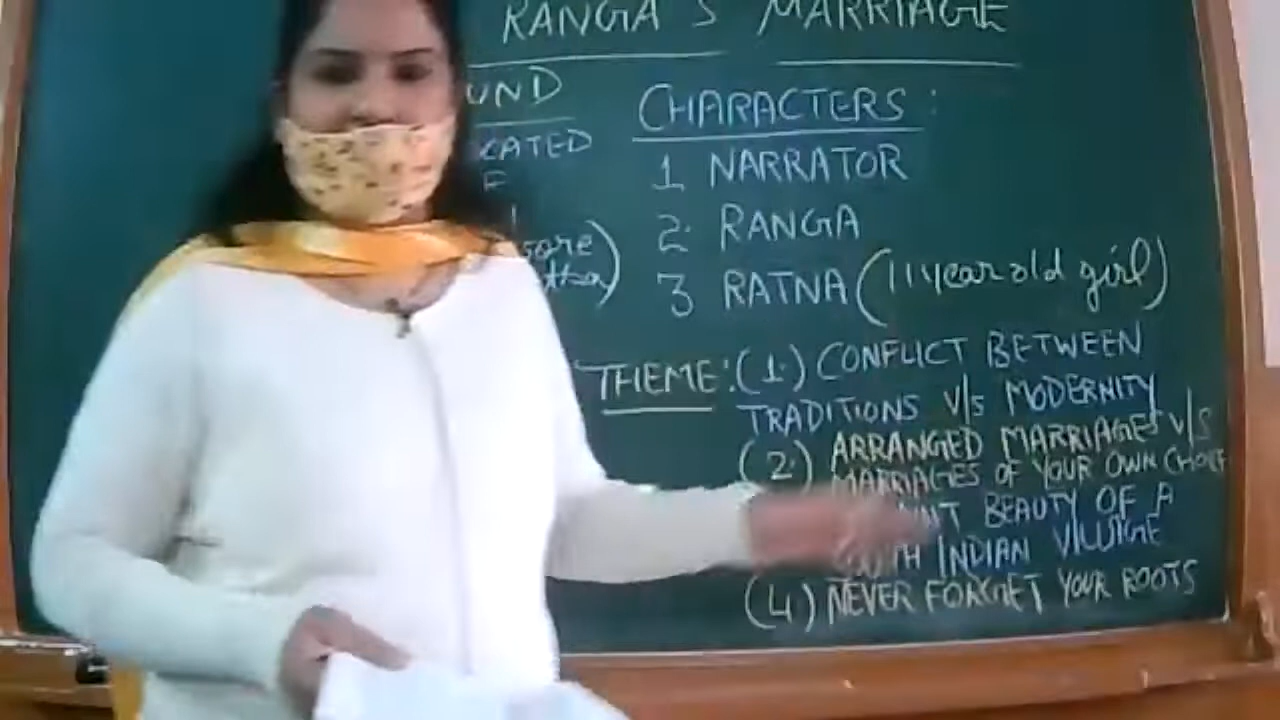 RANGA'S MARRIAGE
UND
CHARACTERS:
CATED
1 NARRATOR
2. RANGA
3 RATNA (11 year old girl)
THEME: (1.) CONFLICT BETWEEN
TRADITIONS V/S MODERNITY
(2.) ARRANGED MARRIAGES V/S
MARRIAGES OF YOUR OWN CHOICE
BEAUTY OF A
INDIAN VILLAGE
(4) NEVER FORGET YOUR ROOTS